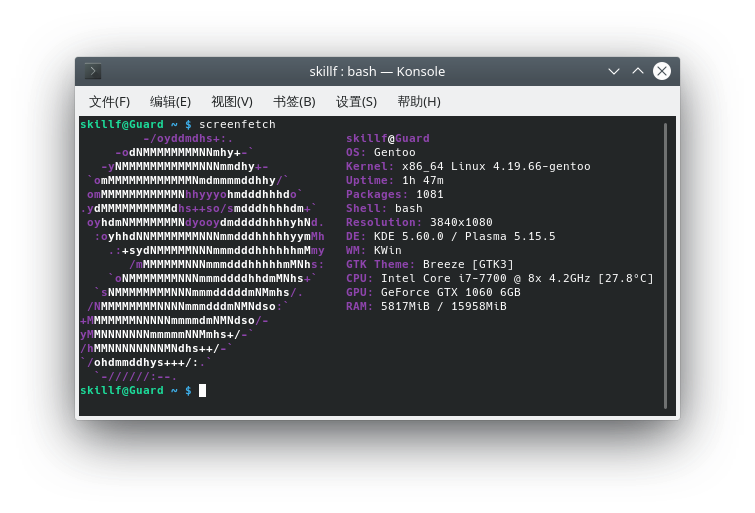 skillf : bash — Konsole
文件(F) 编辑(E) 视图(V) 书签(B) 设置(S) 帮助(H)
skillf@Guard ~ $ screenfetch
-/oyddmdhs+:. skillf@Guard
-odNMMMMMMMMNNmhy+-` OS: Gentoo
-yNMMMMMMMMMMMNNNmmdhy+- Kernel: x86_64 Linux 4.19.66-gentoo
`omMMMMMMMMMMMMNmdmmmmddhhy/` Uptime: 1h 47m
omMMMMMMMMMMMNhhyyyohmdddhhhdo` Packages: 1081
.ydMMMMMMMMMMdhs++so/smdddhhhhdm+` Shell: bash
oyhdmNMMMMMMMNdyooydmddddhhhhyhNd. Resolution: 3840x1080
:oyhhdNNMMMMMMMNNNmmdddhhhhhyymMh DE: KDE 5.60.0 / Plasma 5.15.5
.:+sydNMMMMMNNNmmmdddhhhhhhmMmy WM: KWin
/mMMMMMMNNNmmmdddhhhhhmMNhs: GTK Theme: Breeze [GTK3]
`oNMMMMMMMNNNmmmddddhhdmMNhs+` CPU: Intel Core i7-7700 @ 8x 4.2GHz [27.8°C]
`sNMMMMMMMMNNNmmmdddddmNMmhs/. GPU: GeForce GTX 1060 6GB
/NMMMMMMMMNNNNmmmdddmNMNdso:` RAM: 5817MiB / 15958MiB
+MMMMMMMNNNNNmmmmdmNMNdso/-
yMMNNNNNNNmmmmmNNMmhs+/-`
/hMMNNNNNNNNMNdhs++/-`
`/ohdmmddhys+++/:.`
`-//////:--.
skillf@Guard ~ $